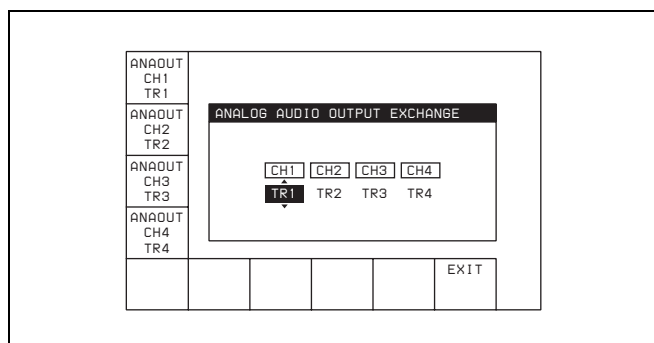 ANAOUT
CH1
TR1
ANAOUT
CH2
TR2
ANAOUT
CH3
TR3
ANAOUT
CH4
TR4
ANALOG AUDIO OUTPUT EXCHANGE
CH1 CH2 CH3 CH4
TR1 TR2 TR3 TR4
EXIT